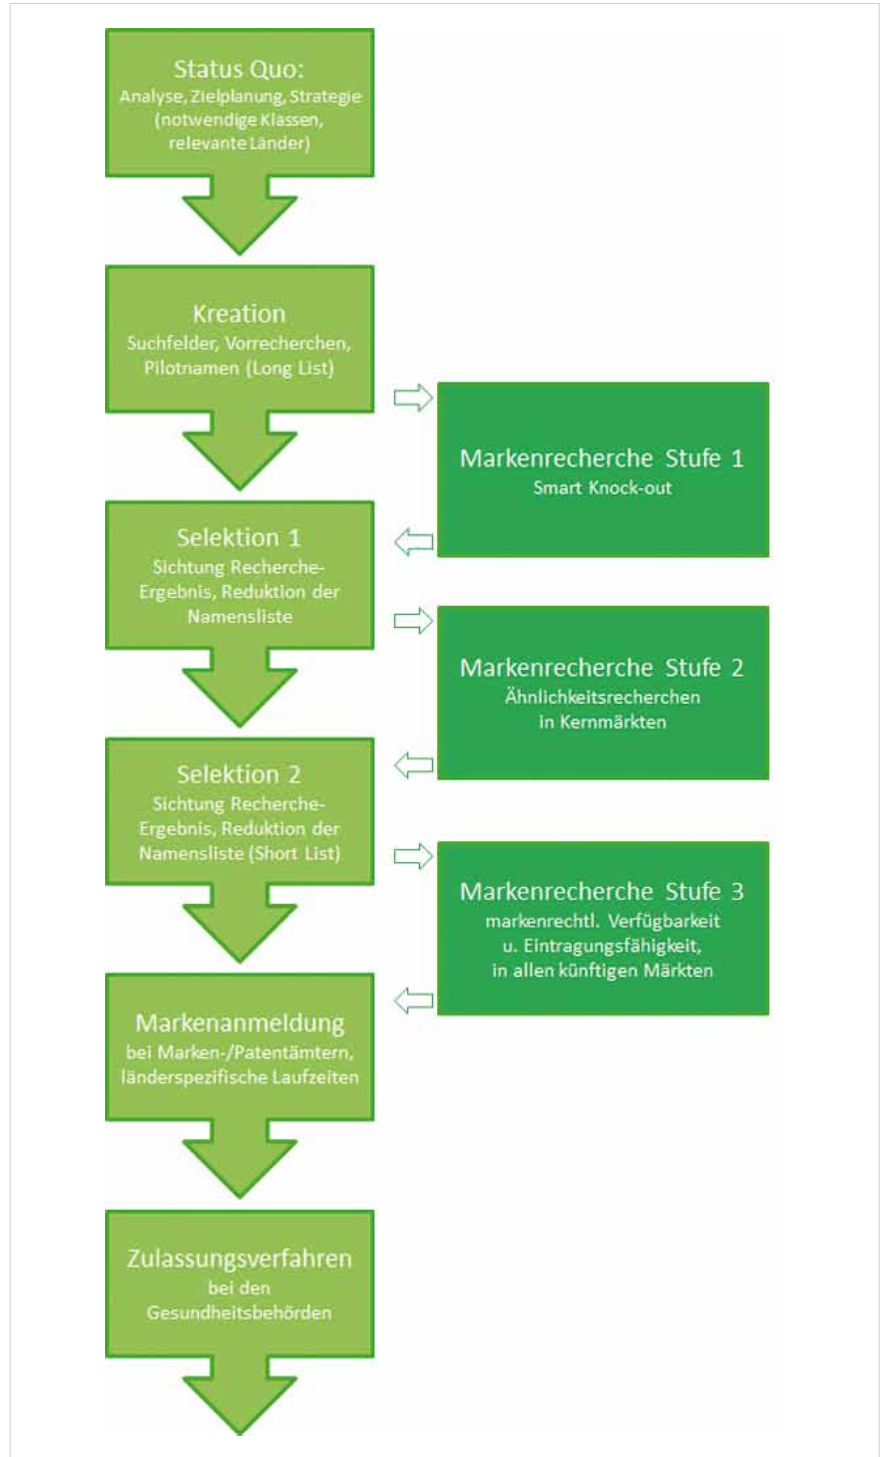 Status Quo:
Analyse, Zielplanung, Strategie
(notwendige Klassen,
relevante Länder)
Kreation
Suchfelder, Vorrecherchen,
Pilotnamen (Long List)
Markenrecherche Stufe 1
Smart Knock-out
Selektion 1
Sichtung Recherche-
Ergebnis, Reduktion der
Namensliste
Markenrecherche Stufe 2
Ähnlichkeitsrecherchen
in Kernmärkten
Selektion 2
Sichtung Recherche-
Ergebnis, Reduktion der
Namensliste (Short List)
Markenrecherche Stufe 3
markenrechtl. Verfügbarkeit
u. Eintragungsfähigkeit,
in allen künftigen Märkten
Markenanmeldung
bei Marken-/Patentämtern,
länderspezifische Laufzeiten
Zulassungsverfahren
bei den
Gesundheitsbehörden